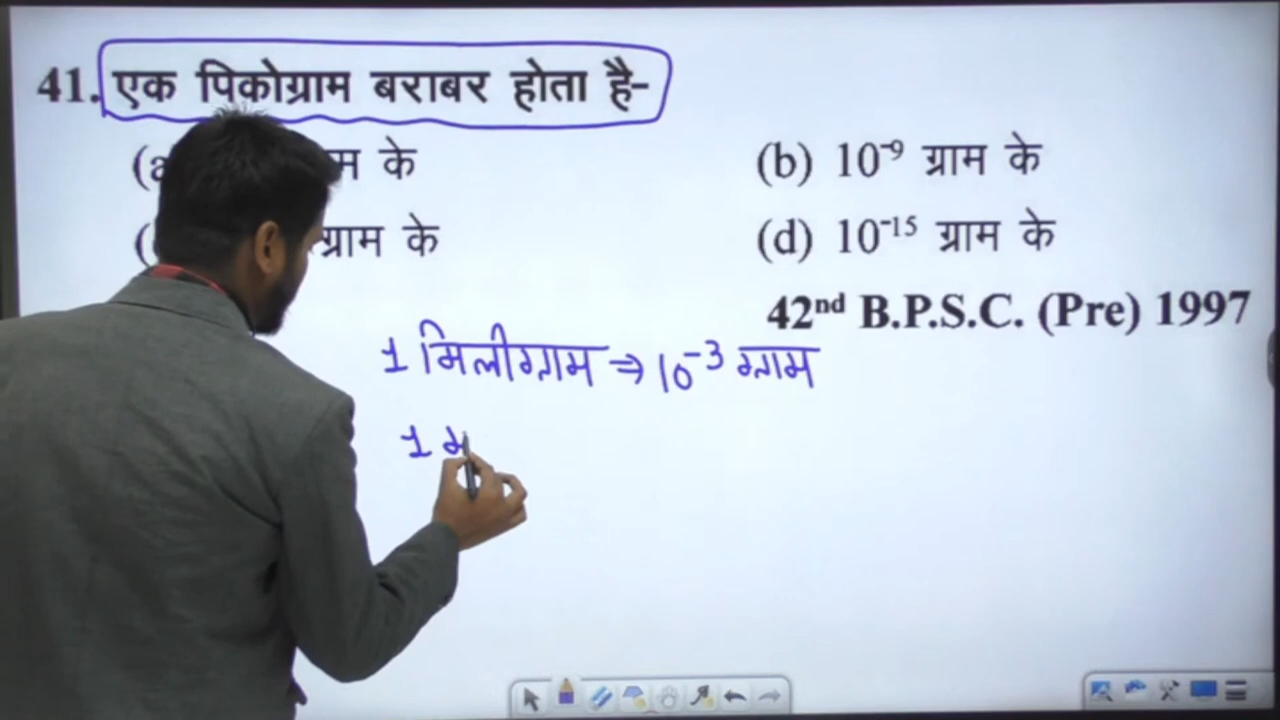 41. एक पिकोग्राम बराबर होता है-
के
(b) 10⁻⁹ ग्राम के
ग्राम के
(d) 10⁻¹⁵ ग्राम के
42nd B.P.S.C. (Pre) 1997
1 मिलीग्राम ⇒ 10⁻³ ग्राम
1